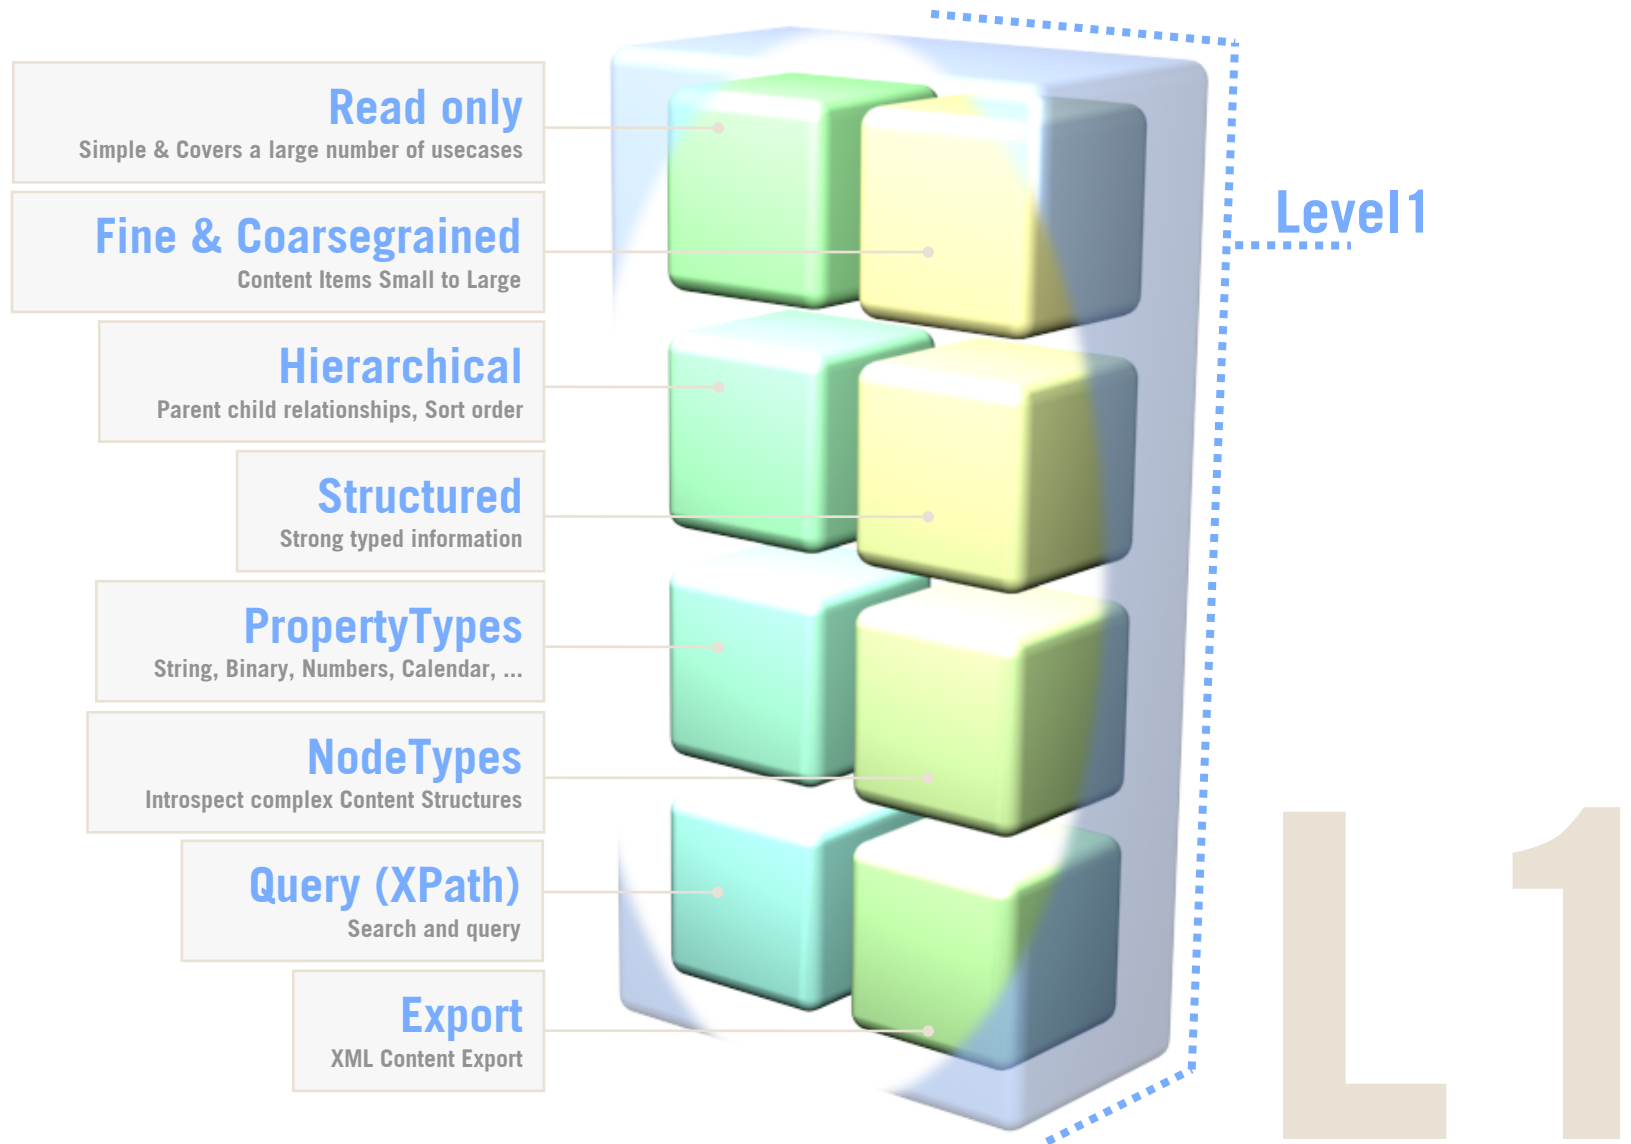 Read only
Simple & Covers a large number of usecases
Fine & Coarsegrained
Content Items Small to Large
Hierarchical
Parent child relationships, Sort order
Structured
Strong typed information
PropertyTypes
String, Binary, Numbers, Calendar, ...
NodeTypes
Introspect complex Content Structures
Query (XPath)
Search and query
Export
XML Content Export
Level1
L1